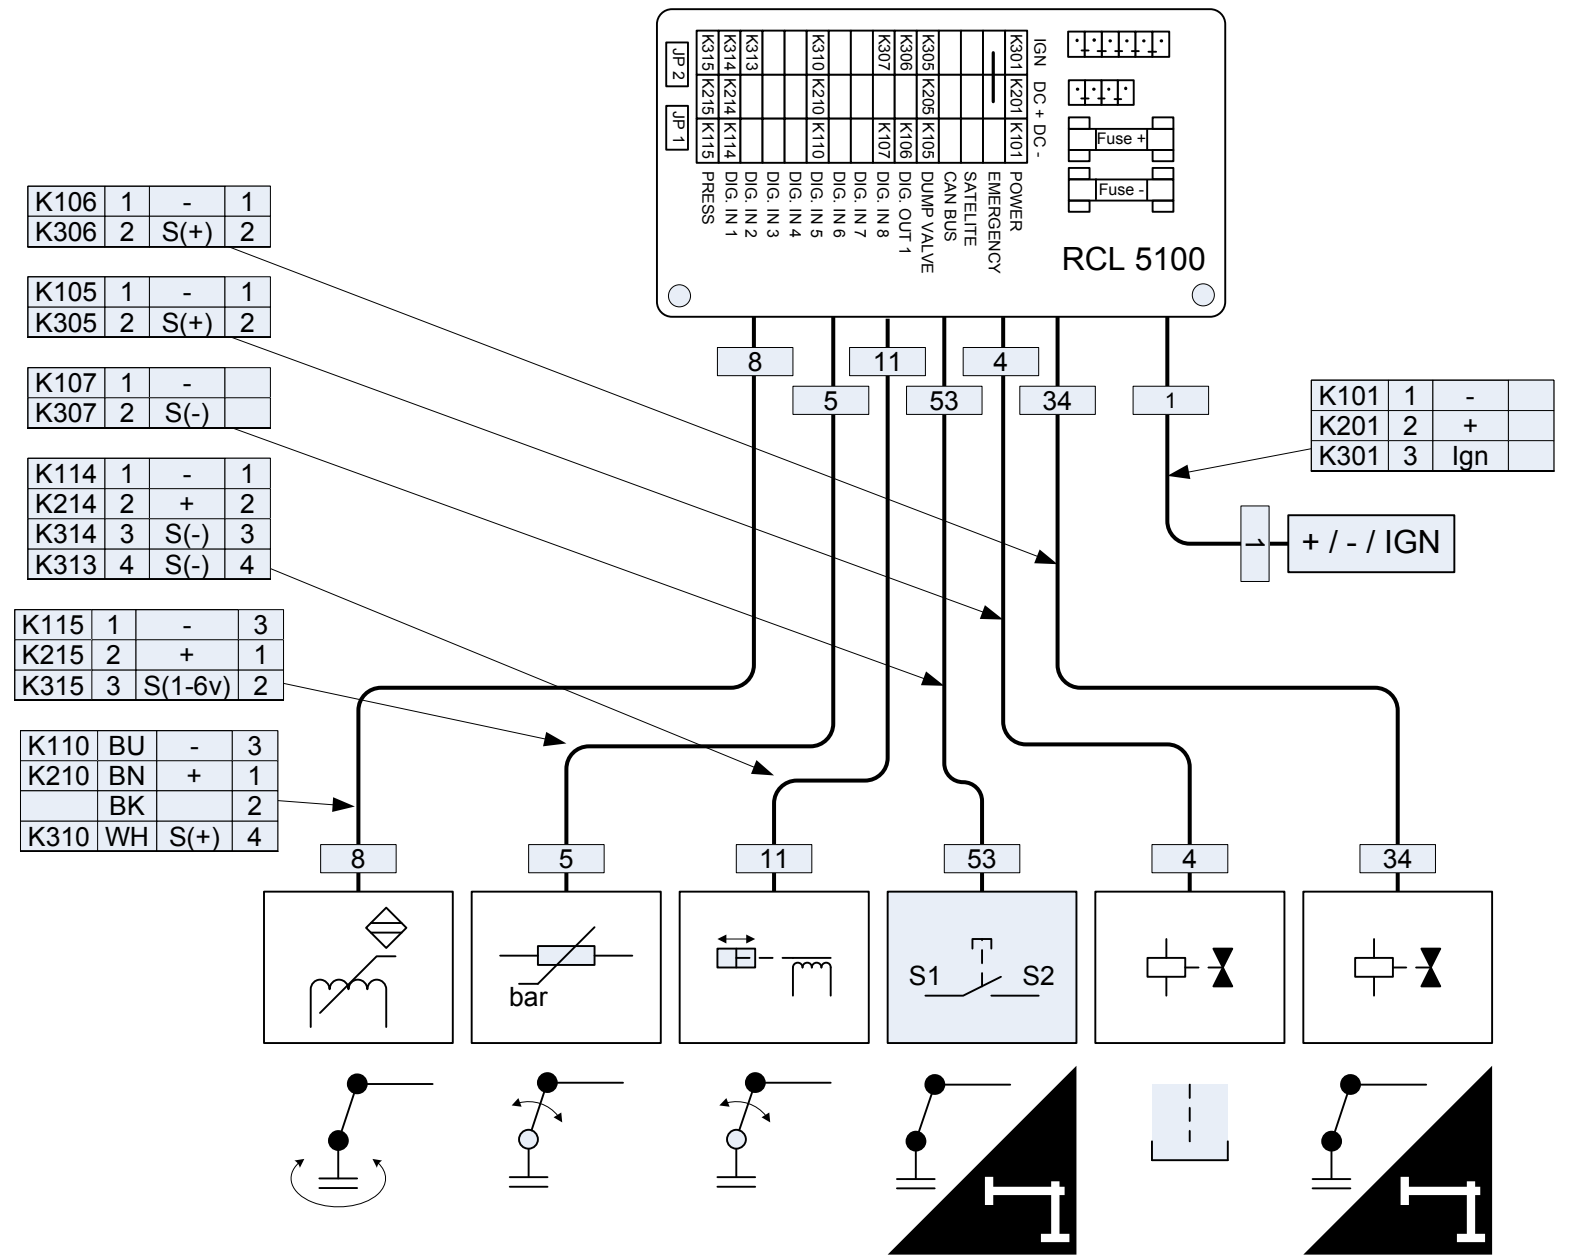 IGN DC + DC -
K301 K201 K101 POWER
EMERGENCY
SATELITE
CAN BUS
K305 K205 K105 DUMP VALVE
K306 K106 DIG. OUT 1
K307 K107 DIG. IN 8
DIG. IN 7
DIG. IN 6
K310 K210 K110 DIG. IN 5
DIG. IN 4
DIG. IN 3
K313 DIG. IN 2
K314 K214 K114 DIG. IN 1
K315 K215 K115 PRESS
JP 2 JP 1
Fuse +
Fuse -
RCL 5100
K106 1 - 1
K306 2 S(+) 2
K105 1 - 1
K305 2 S(+) 2
K107 1 -
K307 2 S(-)
K114 1 - 1
K214 2 + 2
K314 3 S(-) 3
K313 4 S(-) 4
K115 1 - 3
K215 2 + 1
K315 3 S(1-6v) 2
K110 BU - 3
K210 BN + 1
BK 2
K310 WH S(+) 4
8 11 4
5 53 34 1
K101 1 -
K201 2 +
K301 3 Ign
1 + / - / IGN
8 5 11 53 4 34
bar
S1 S2